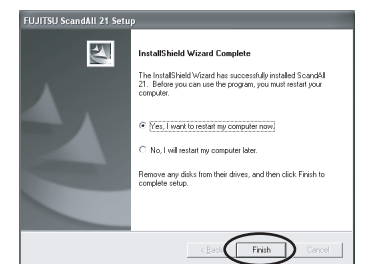 FUJITSU ScandAll 21 Setup
InstallShield Wizard Complete
The InstallShield Wizard has successfully installed ScandAll
21. Before you can use the program, you must restart your
computer.
Yes, I want to restart my computer now.
No, I will restart my computer later.
Remove any disks from their drives, and then click Finish to
complete setup.
< Back Finish Cancel